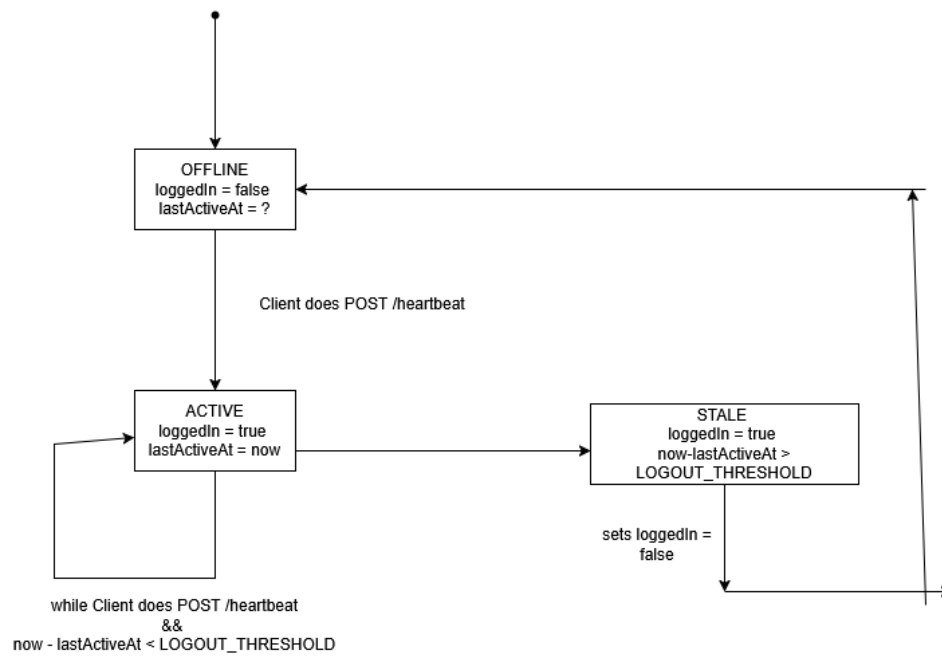 OFFLINE
loggedIn = false
lastActiveAt = ?
Client does POST /heartbeat
ACTIVE
loggedIn = true
lastActiveAt = now
STALE
loggedIn = true
now-lastActiveAt >
LOGOUT_THRESHOLD
sets loggedIn =
false
while Client does POST /heartbeat
&&
now - lastActiveAt < LOGOUT_THRESHOLD